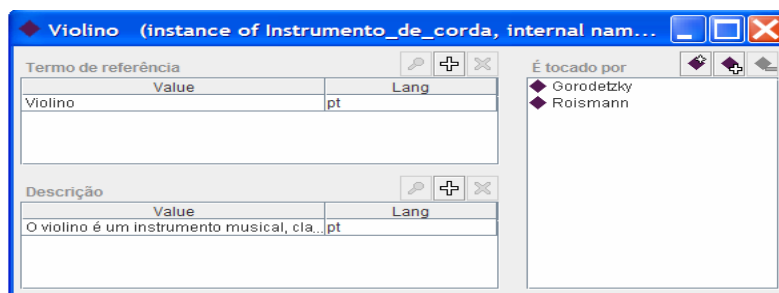 Violino (instance of Instrumento_de_corda, internal nam...
Termo de referência
Value Lang
Violino pt
Descrição
Value Lang
O violino é um instrumento musical, cla... pt
É tocado por
Gorodetzky
Roismann